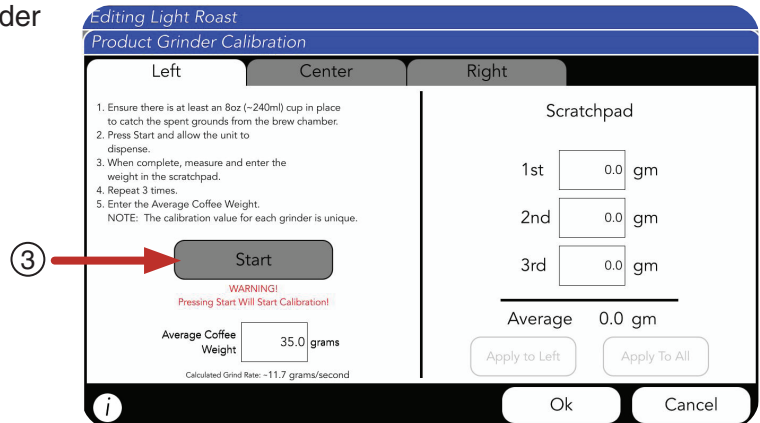 der
Editing Light Roast
Product Grinder Calibration
Left
Center
Right
1. Ensure there is at least an 8oz (~240ml) cup in place
to catch the spent grounds from the brew chamber.
2. Press Start and allow the unit to
dispense.
3. When complete, measure and enter the
weight in the scratchpad.
4. Repeat 3 times.
5. Enter the Average Coffee Weight.
NOTE: The calibration value for each grinder is unique.
3
Start
WARNING!
Pressing Start Will Start Calibration!
Average Coffee
Weight
35.0 grams
Calculated Grind Rate: ~11.7 grams/second
Scratchpad
1st 0.0 gm
2nd 0.0 gm
3rd 0.0 gm
Average 0.0 gm
Apply to Left
Apply To All
i
Ok
Cancel